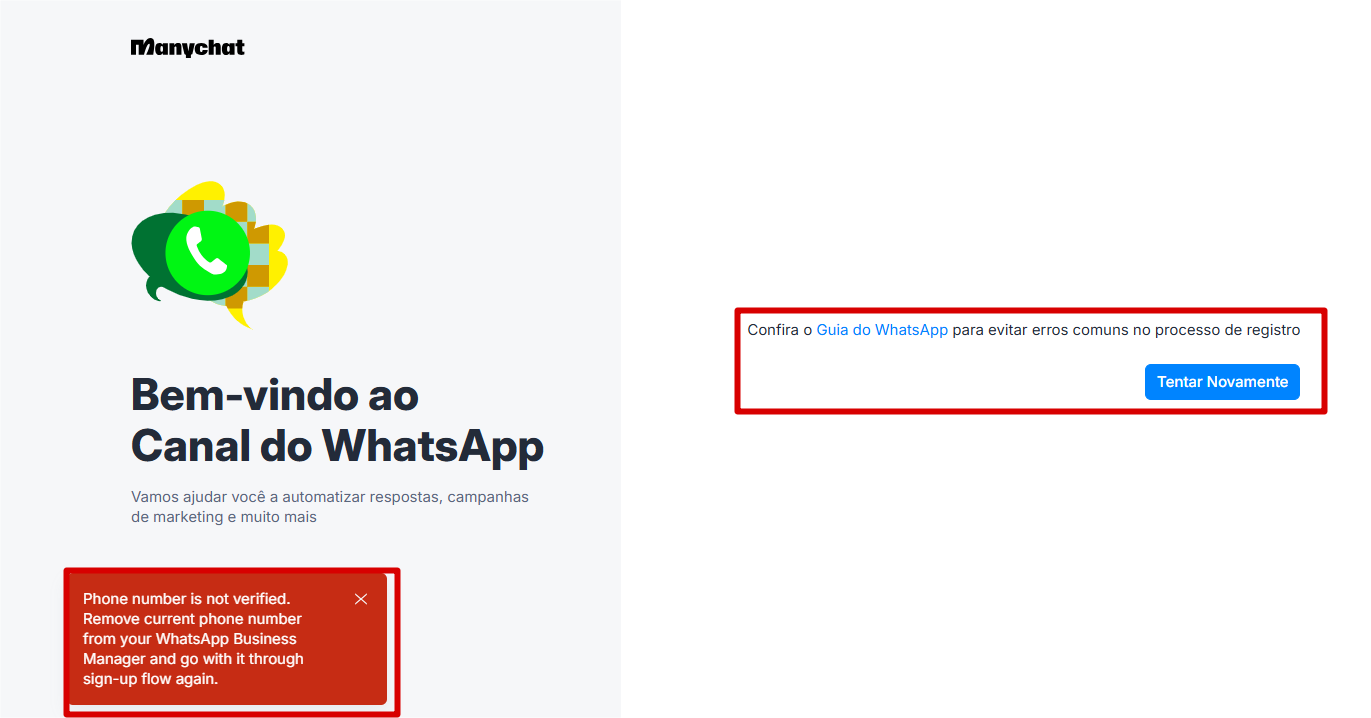 Manychat
Bem-vindo ao
Canal do WhatsApp
Vamos ajudar você a automatizar respostas, campanhas
de marketing e muito mais
Phone number is not verified.
Remove current phone number
from your WhatsApp Business
Manager and go with it through
sign-up flow again.
Confira o Guia do WhatsApp para evitar erros comuns no processo de registro
Tentar Novamente